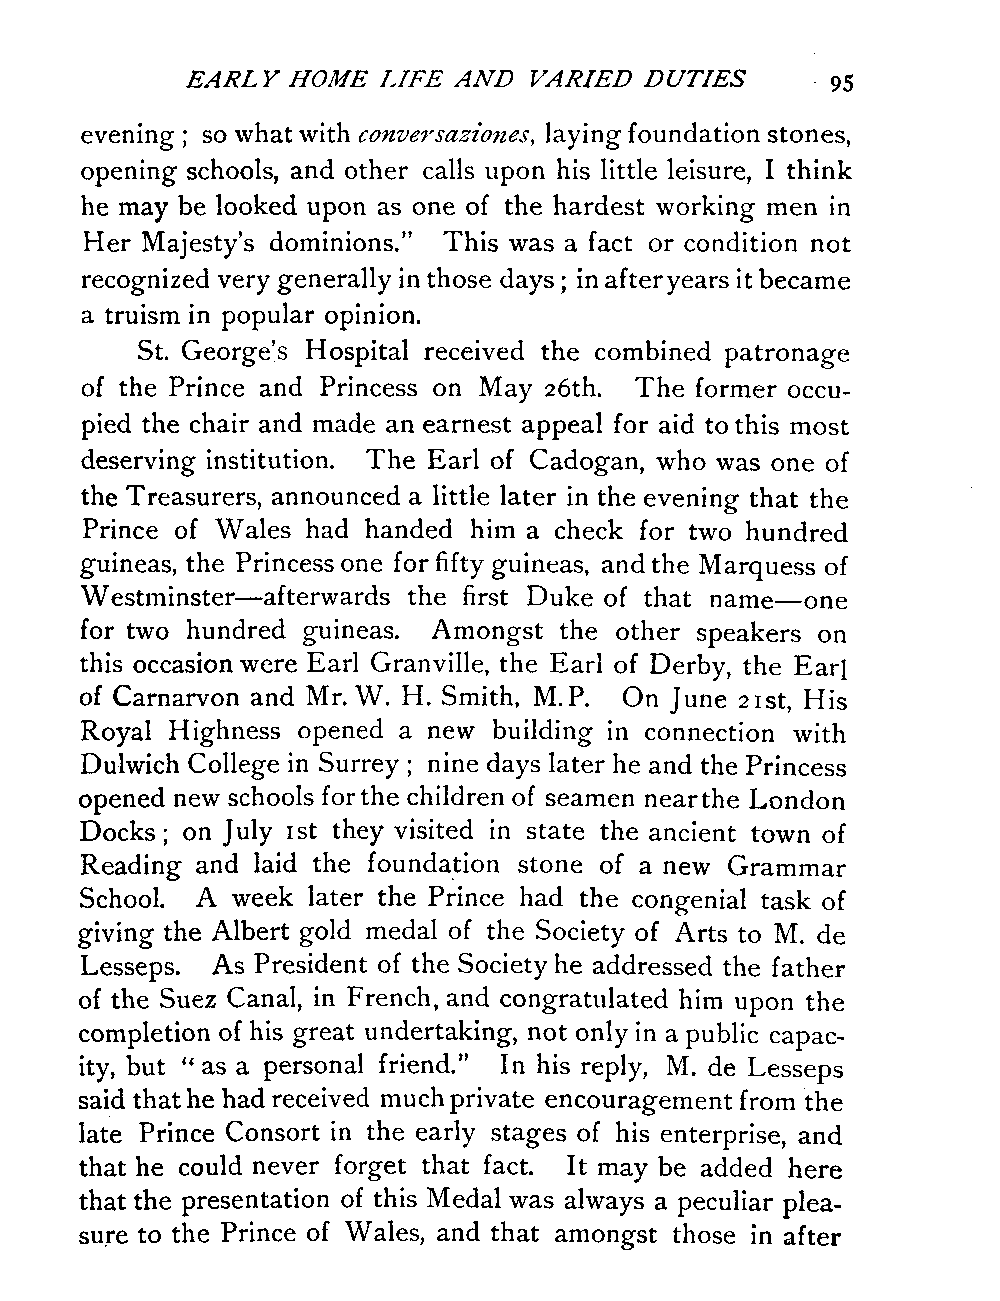 EARLY HOME LIFE AND VARIED DUTIES 95
evening ; so what with conversaziones, laying foundation stones,
opening schools, and other calls upon his little leisure, I think
he may be looked upon as one of the hardest working men in
Her Majesty's dominions.” This was a fact or condition not
recognized very generally in those days ; in after years it became
a truism in popular opinion.
St. George's Hospital received the combined patronage
of the Prince and Princess on May 26th. The former occu-
pied the chair and made an earnest appeal for aid to this most
deserving institution. The Earl of Cadogan, who was one of
the Treasurers, announced a little later in the evening that the
Prince of Wales had handed him a check for two hundred
guineas, the Princess one for fifty guineas, and the Marquess of
Westminster—afterwards the first Duke of that name—one
for two hundred guineas. Amongst the other speakers on
this occasion were Earl Granville, the Earl of Derby, the Earl
of Carnarvon and Mr. W. H. Smith, M.P. On June 21st, His
Royal Highness opened a new building in connection with
Dulwich College in Surrey ; nine days later he and the Princess
opened new schools for the children of seamen near the London
Docks ; on July 1st they visited in state the ancient town of
Reading and laid the foundation stone of a new Grammar
School. A week later the Prince had the congenial task of
giving the Albert gold medal of the Society of Arts to M. de
Lesseps. As President of the Society he addressed the father
of the Suez Canal, in French, and congratulated him upon the
completion of his great undertaking, not only in a public capac-
ity, but “ as a personal friend.” In his reply, M. de Lesseps
said that he had received much private encouragement from the
late Prince Consort in the early stages of his enterprise, and
that he could never forget that fact. It may be added here
that the presentation of this Medal was always a peculiar plea-
sure to the Prince of Wales, and that amongst those in after